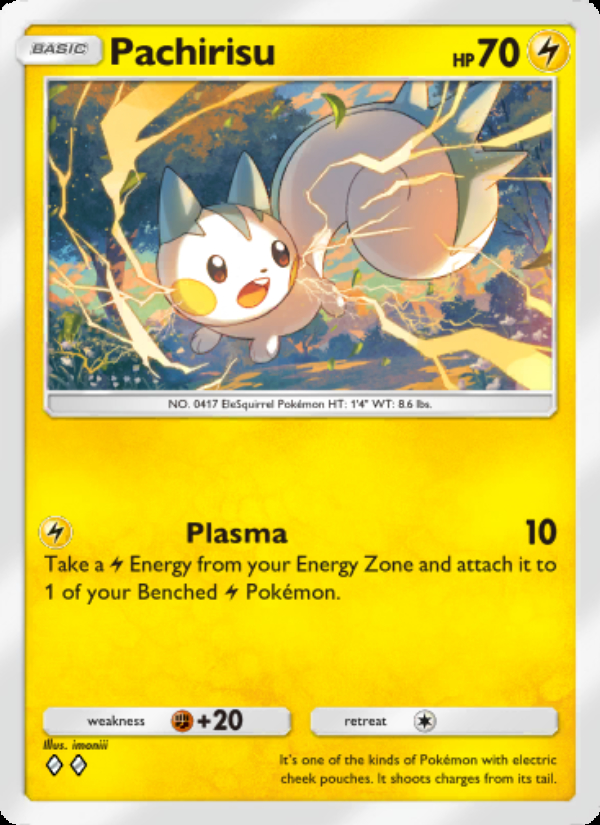 BASIC Pachirisu HP 70
NO. 0417 EleSquirrel Pokémon HT: 1'4" WT: 8.6 lbs.
Plasma 10
Take a Energy from your Energy Zone and attach it to
1 of your Benched Pokémon.
weakness +20 retreat
Illus. imoniii
It's one of the kinds of Pokémon with electric
cheek pouches. It shoots charges from its tail.